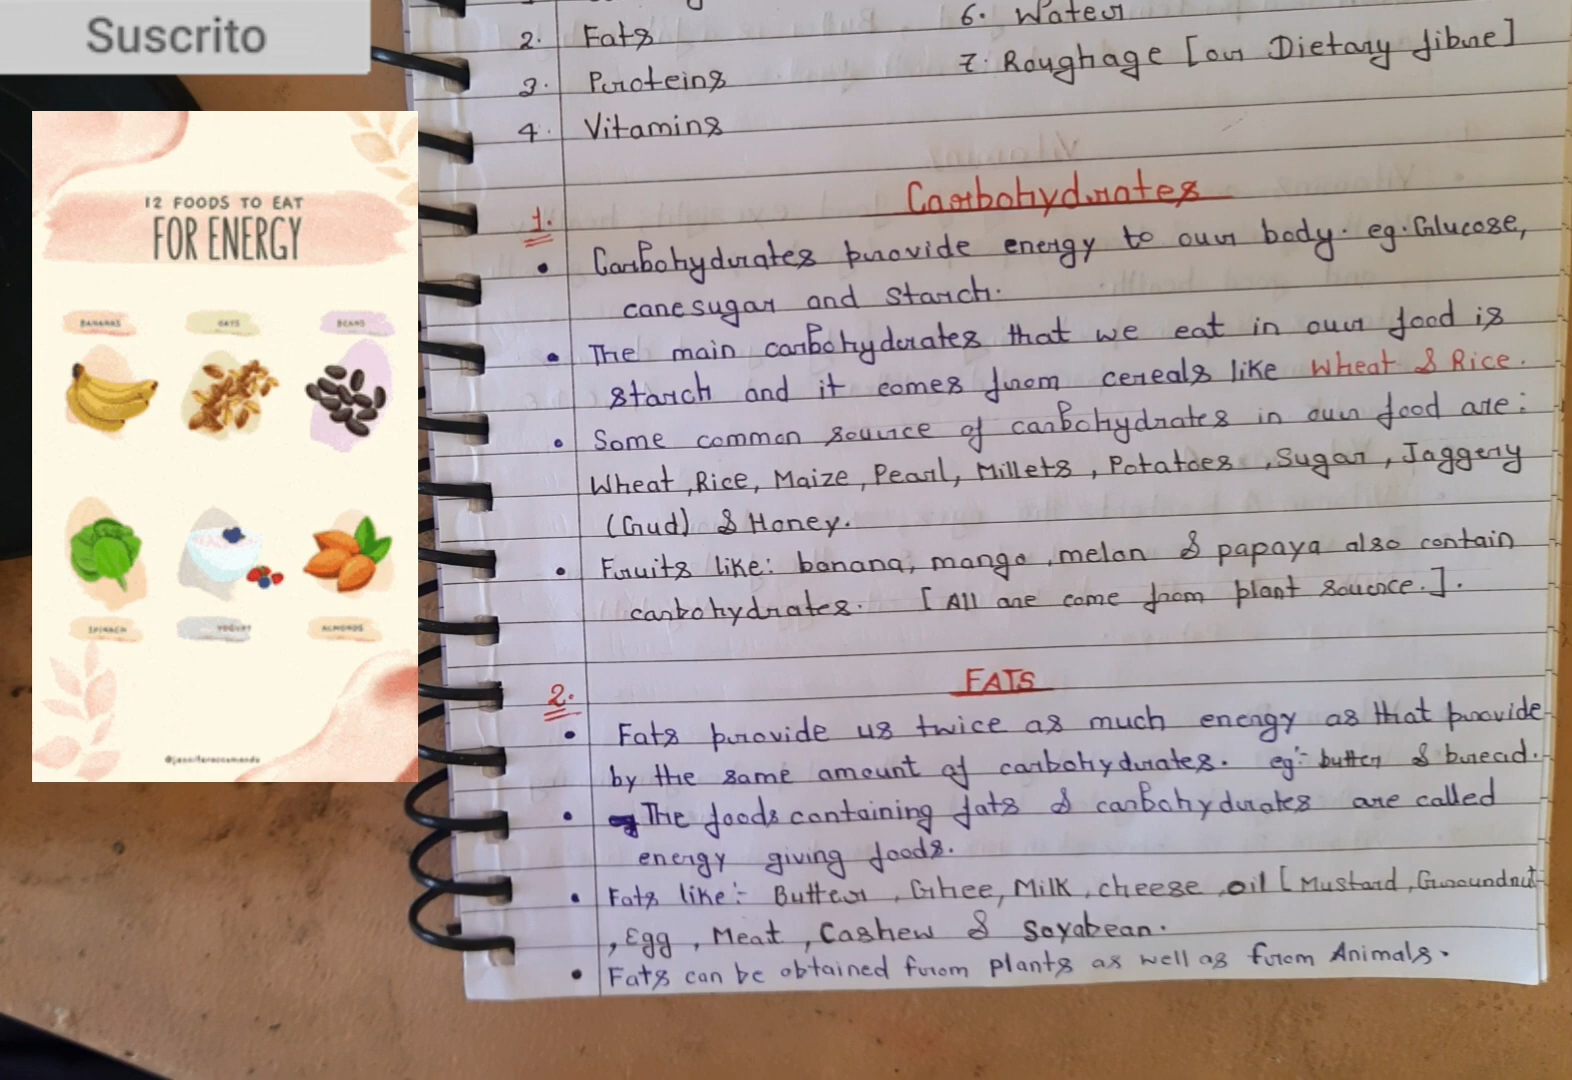 Suscrito
12 FOODS TO EAT
FOR ENERGY
BANANAS
OATS
BEANS
SPINACH
YOGURT
ALMONDS
2. Fats
3. Proteins
4. Vitamins
6. Water
7. Roughage [or Dietary fibre]
1. Carbohydrates
• Carbohydrates provide energy to our body. eg. Glucose,
canesugar and starch.
• The main carbohydrates that we eat in our food is
starch and it comes from cereals like Wheat & Rice.
• Some common source of carbohydrates in our food are:
Wheat, Rice, Maize, Pearl, Millets, Potatoes, Sugar, Jaggery
(Gud) & Honey.
• Fruits like: banana, mango, melon & papaya also contain
carbohydrates. [All are come from plant source.].
2. FATS
• Fats provide us twice as much energy as that provide
by the same amount of carbohydrates. eg:- butter & bread.
• The foods containing fats & carbohydrates are called
energy giving foods.
• Fats like:- Butter, Ghee, Milk, cheese, oil [Mustard, Groundnut
, Egg, Meat, Cashew & Soyabean.
• Fats can be obtained from plants as well as from Animals.